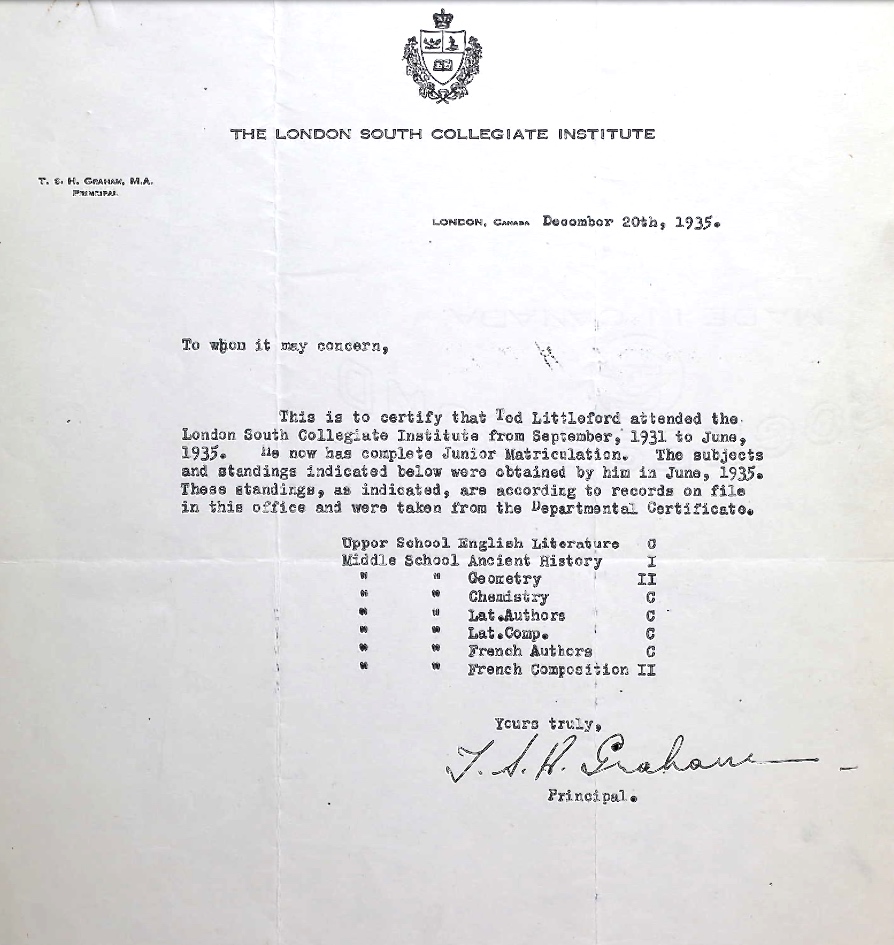 THE LONDON SOUTH COLLEGIATE INSTITUTE
T. S. H. GRAHAM, M.A.
PRINCIPAL
LONDON, CANADA December 20th, 1935.
To whom it may concern,
This is to certify that Tod Littleford attended the
London South Collegiate Institute from September, 1931 to June,
1935. He now has complete Junior Matriculation. The subjects
and standings indicated below were obtained by him in June, 1935.
These standings, as indicated, are according to records on file
in this office and were taken from the Departmental Certificate.
Upper School English Literature C
Middle School Ancient History I
" " Geometry II
" " Chemistry C
" " Lat.Authors C
" " Lat.Comp. C
" " French Authors C
" " French Composition II
Yours truly,
T. S. H. Graham
Principal.